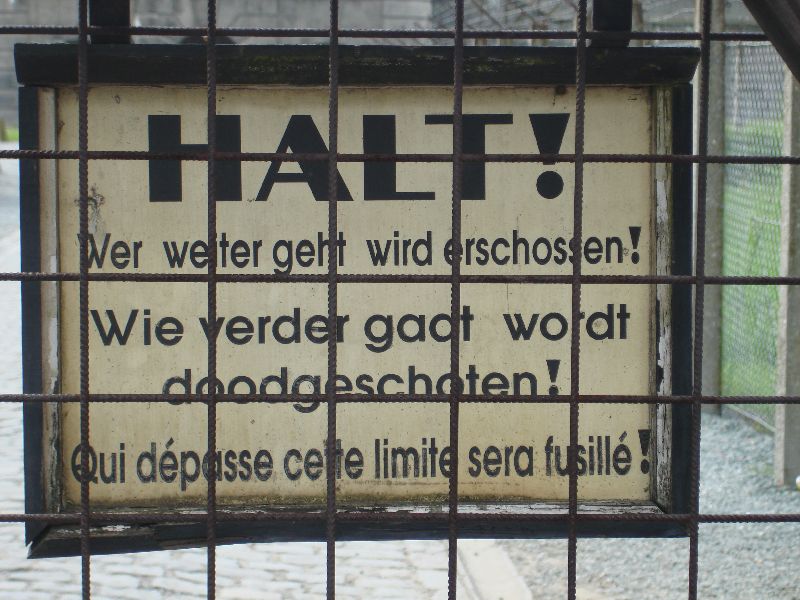 HALT!
Wer weiter geht wird erschossen!
Wie verder gaat wordt
doodgeschoten!
Qui dépasse cette limite sera fusillé!